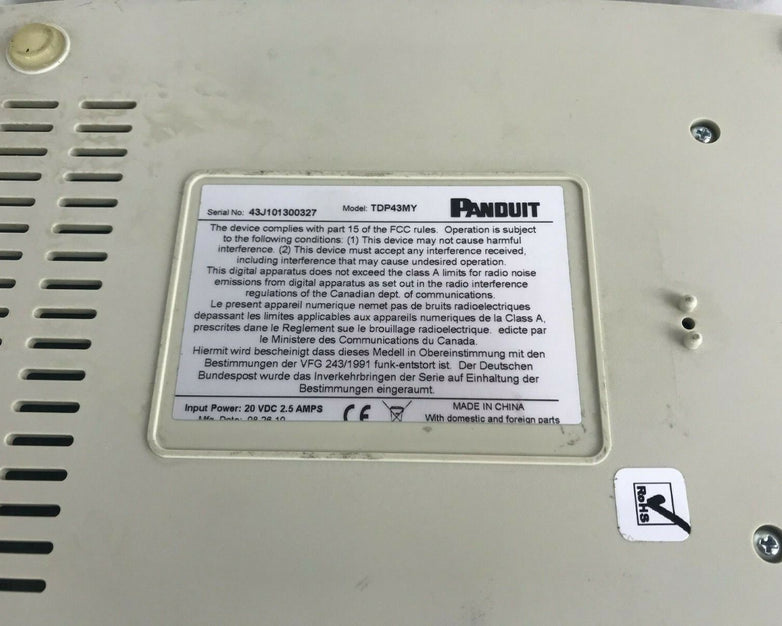 Serial No: 43J101300327 Model: TDP43MY PANDUIT
The device complies with part 15 of the FCC rules. Operation is subject
to the following conditions: (1) This device may not cause harmful
interference. (2) This device must accept any interference received,
including interference that may cause undesired operation.
This digital apparatus does not exceed the class A limits for radio noise
emissions from digital apparatus as set out in the radio interference
regulations of the Canadian dept. of communications.
Le present appareil numerique nemet pas de bruits radioelectriques
depassant les limites applicables aux appareils numeriques de la Class A,
prescrites dane le Reglement sue le brouillage radioelectrique. edicte par
le Ministere des Communications du Canada.
Hiermit wird bescheinigt dass dieses Medell in Obereinstimmung mit den
Bestimmungen der VFG 243/1991 funk-entstort ist. Der Deutschen
Bundespost wurde das Inverkehrbringen der Serie auf Einhaltung der
Bestimmungen eingeraumt.
Input Power: 20 VDC 2.5 AMPS CE MADE IN CHINA
Mfg. Date: 08.26.10 With domestic and foreign parts
RoHS